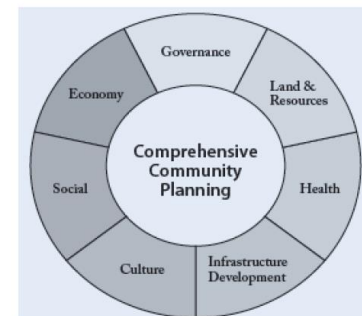 Governance
Land &
Resources
Health
Infrastructure
Development
Culture
Social
Economy
Comprehensive
Community
Planning